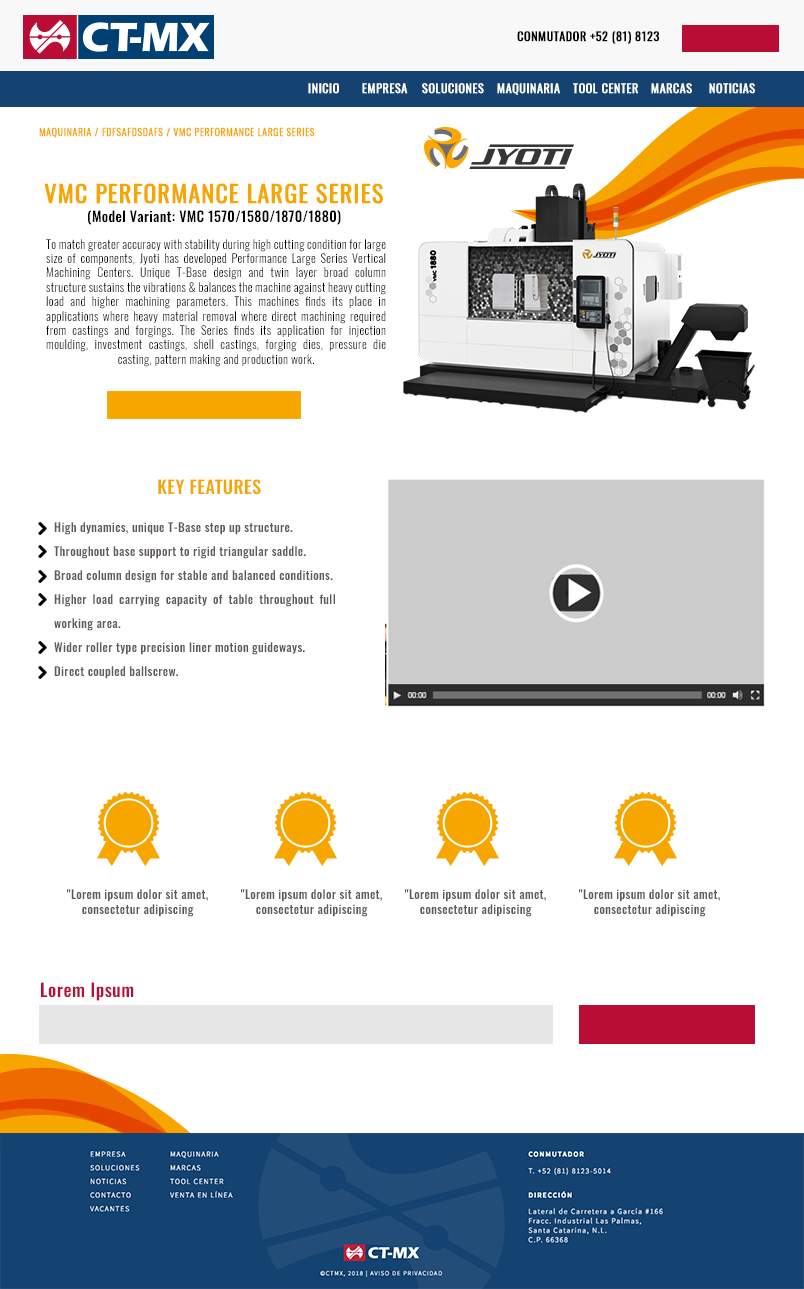 CT-MX
CONMUTADOR +52 (81) 8123
INICIO EMPRESA SOLUCIONES MAQUINARIA TOOL CENTER MARCAS NOTICIAS
MAQUINARIA / FDFSAFDSDAFS / VMC PERFORMANCE LARGE SERIES
JYOTI
VMC PERFORMANCE LARGE SERIES
(Model Variant: VMC 1570/1580/1870/1880)
To match greater accuracy with stability during high cutting condition for large
size of components, Jyoti has developed Performance Large Series Vertical
Machining Centers. Unique T-Base design and twin layer broad column
structure sustains the vibrations & balances the machine against heavy cutting
load and higher machining parameters. This machines finds its place in
applications where heavy material removal where direct machining required
from castings and forgings. The Series finds its application for injection
moulding, investment castings, shell castings, forging dies, pressure die
casting, pattern making and production work.
VMC 1880
JYOTI
KEY FEATURES
High dynamics, unique T-Base step up structure.
Throughout base support to rigid triangular saddle.
Broad column design for stable and balanced conditions.
Higher load carrying capacity of table throughout full
working area.
Wider roller type precision liner motion guideways.
Direct coupled ballscrew.
00:00 00:00
"Lorem ipsum dolor sit amet,
consectetur adipiscing
"Lorem ipsum dolor sit amet,
consectetur adipiscing
"Lorem ipsum dolor sit amet,
consectetur adipiscing
"Lorem ipsum dolor sit amet,
consectetur adipiscing
Lorem Ipsum
EMPRESA
SOLUCIONES
NOTICIAS
CONTACTO
VACANTES
MAQUINARIA
MARCAS
TOOL CENTER
VENTA EN LÍNEA
CONMUTADOR
T. +52 (81) 8123-5014
DIRECCIÓN
Lateral de Carretera a García #166
Fracc. Industrial Las Palmas,
Santa Catarina, N.L.
C.P. 66368
CT-MX
©CTMX, 2018 | AVISO DE PRIVACIDAD